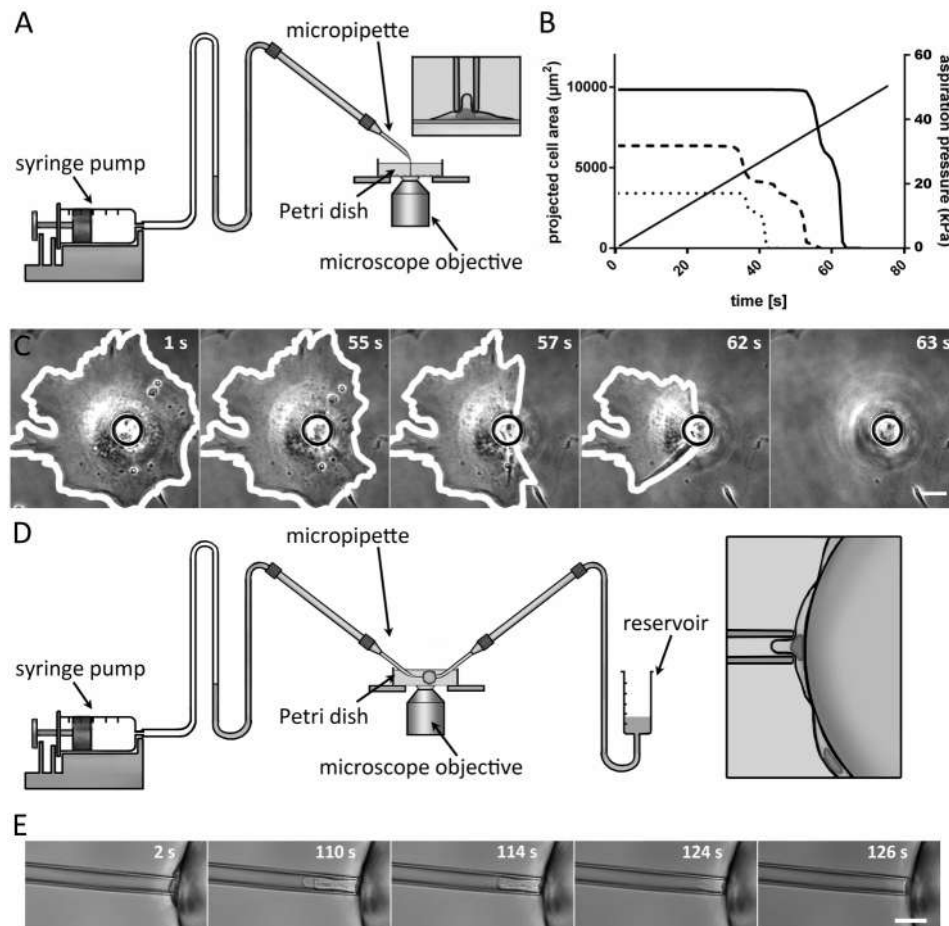 A
micropipette
syringe pump
Petri dish
microscope objective
B
projected cell area (µm²)
10000
5000
0
60
40
20
0
aspiration pressure (kPa)
0
20
40
60
80
time [s]
C
1 s
55 s
57 s
62 s
63 s
D
micropipette
syringe pump
Petri dish
microscope objective
reservoir
E
2 s
110 s
114 s
124 s
126 s